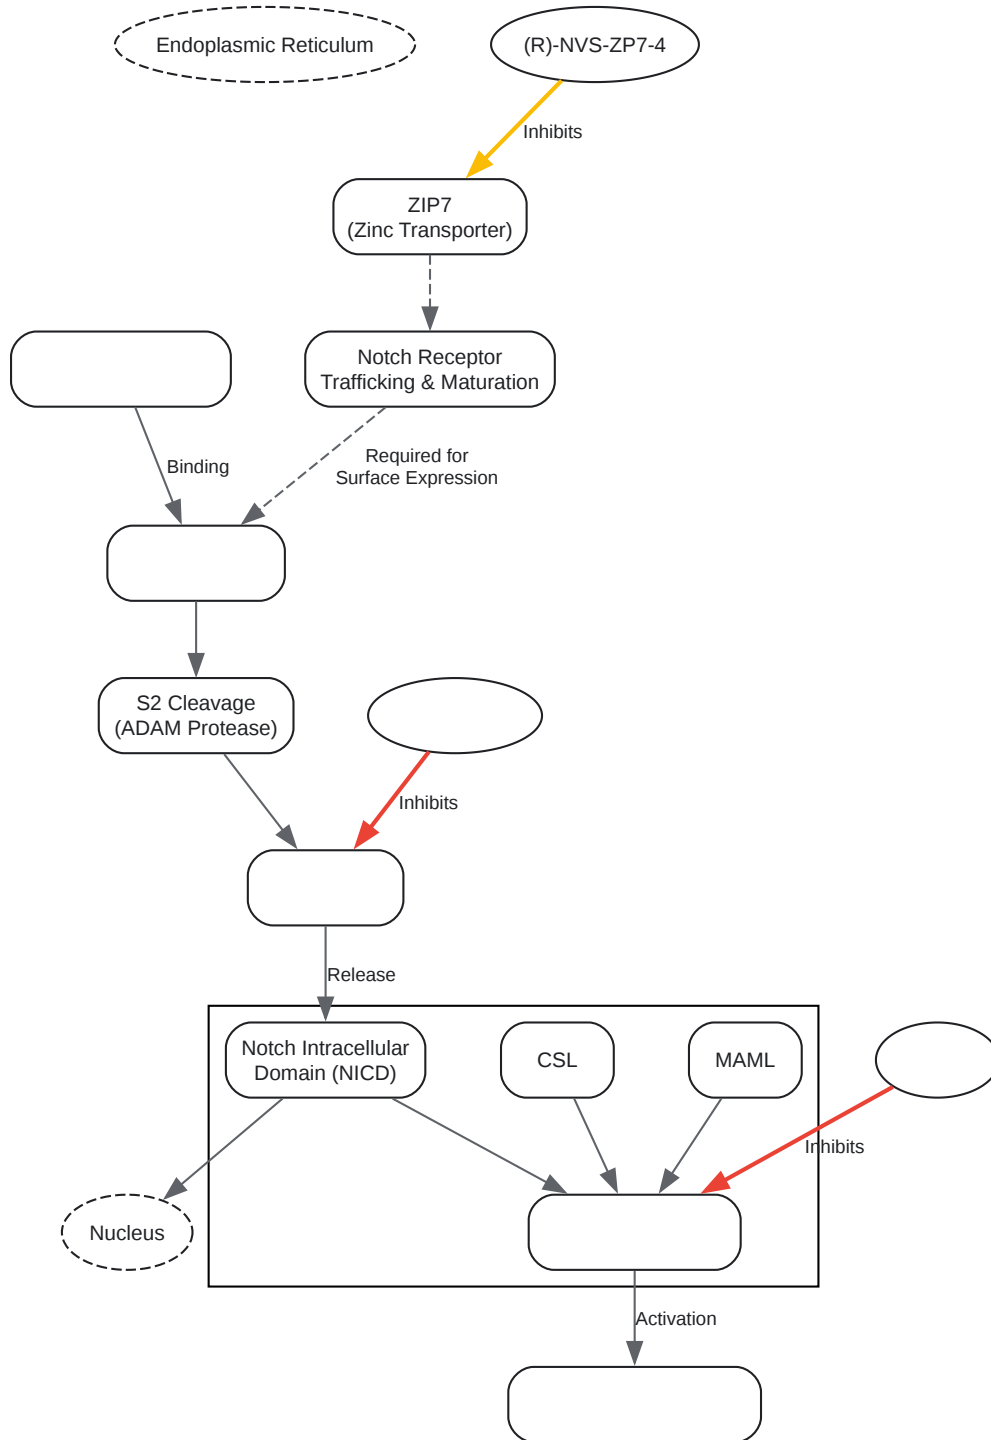 Endoplasmic Reticulum
(R)-NVS-ZP7-4
Inhibits
ZIP7
(Zinc Transporter)
Notch Receptor
Trafficking & Maturation
Binding
Required for
Surface Expression
S2 Cleavage
(ADAM Protease)
Inhibits
Release
Notch Intracellular
Domain (NICD)
CSL
MAML
Inhibits
Nucleus
Activation